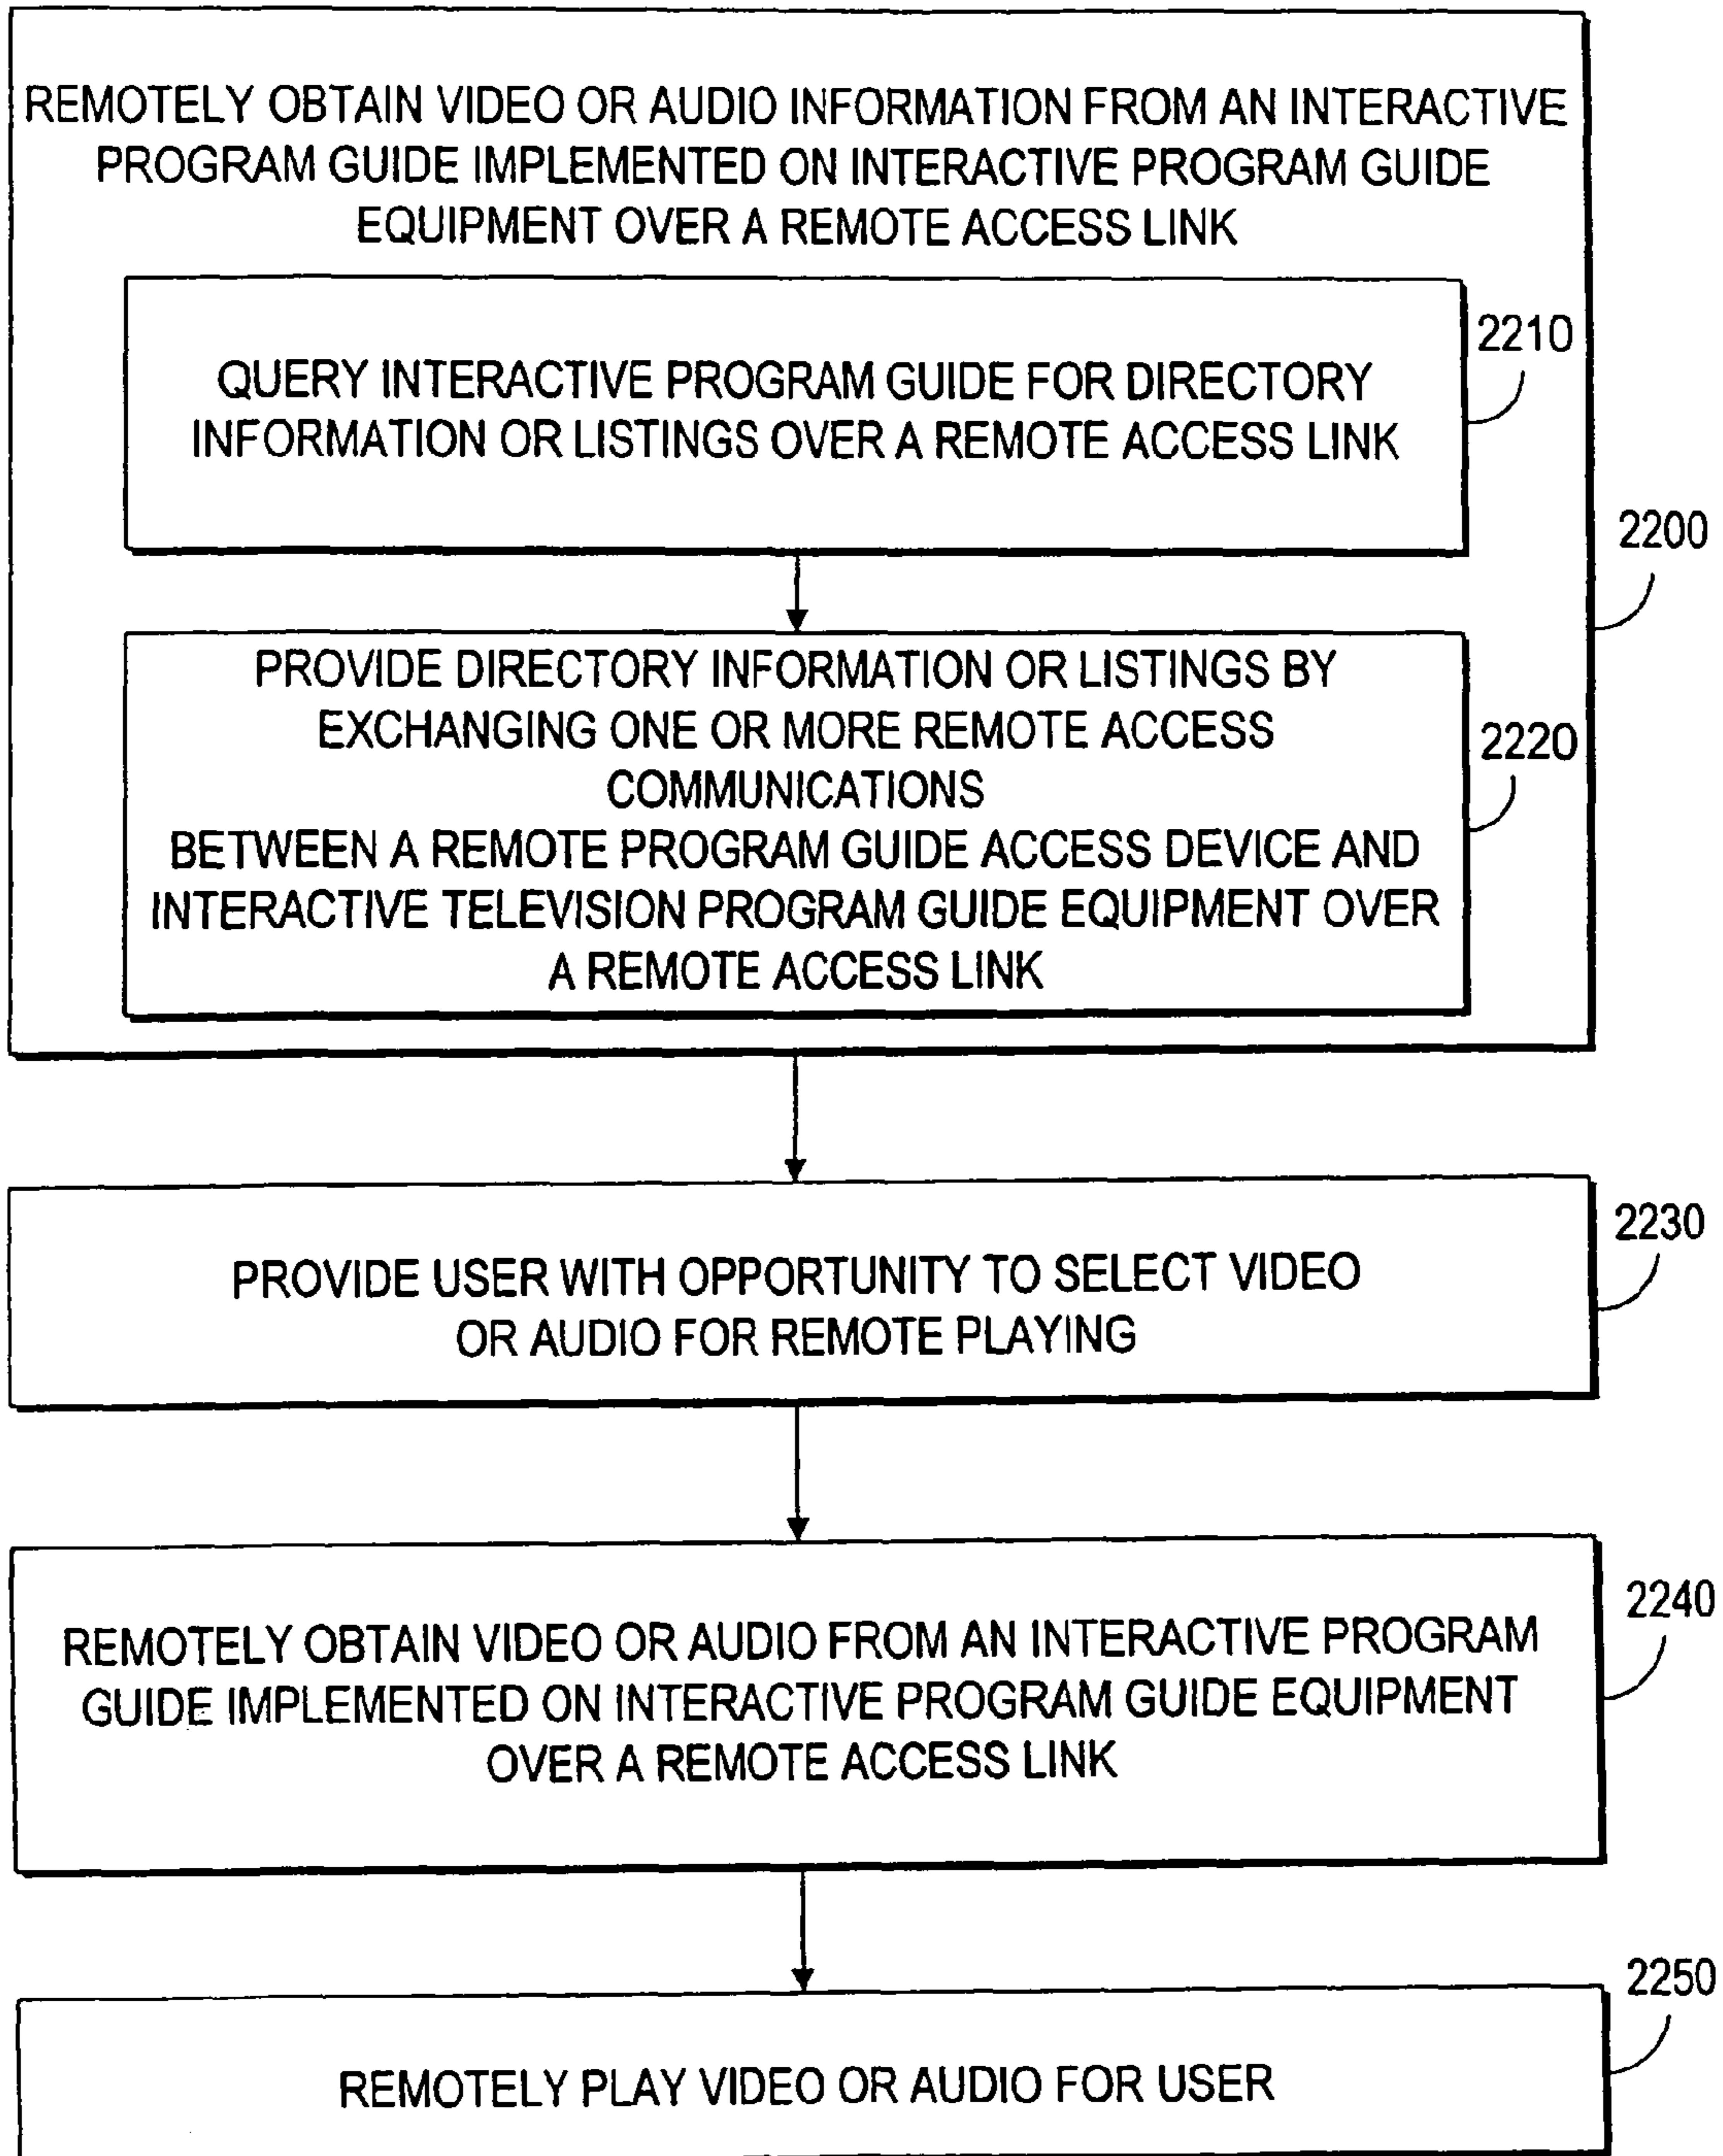 REMOTELY OBTAIN VIDEO OR AUDIO INFORMATION FROM AN INTERACTIVE
PROGRAM GUIDE IMPLEMENTED ON INTERACTIVE PROGRAM GUIDE
EQUIPMENT OVER A REMOTE ACCESS LINK
2210
QUERY INTERACTIVE PROGRAM GUIDE FOR DIRECTORY
INFORMATION OR LISTINGS OVER A REMOTE ACCESS LINK
2200
PROVIDE DIRECTORY INFORMATION OR LISTINGS BY
EXCHANGING ONE OR MORE REMOTE ACCESS
2220
COMMUNICATIONS
BETWEEN A REMOTE PROGRAM GUIDE ACCESS DEVICE AND
INTERACTIVE TELEVISION PROGRAM GUIDE EQUIPMENT OVER
A REMOTE ACCESS LINK
2230
PROVIDE USER WITH OPPORTUNITY TO SELECT VIDEO
OR AUDIO FOR REMOTE PLAYING
2240
REMOTELY OBTAIN VIDEO OR AUDIO FROM AN INTERACTIVE PROGRAM
GUIDE IMPLEMENTED ON INTERACTIVE PROGRAM GUIDE EQUIPMENT
OVER A REMOTE ACCESS LINK
2250
REMOTELY PLAY VIDEO OR AUDIO FOR USER